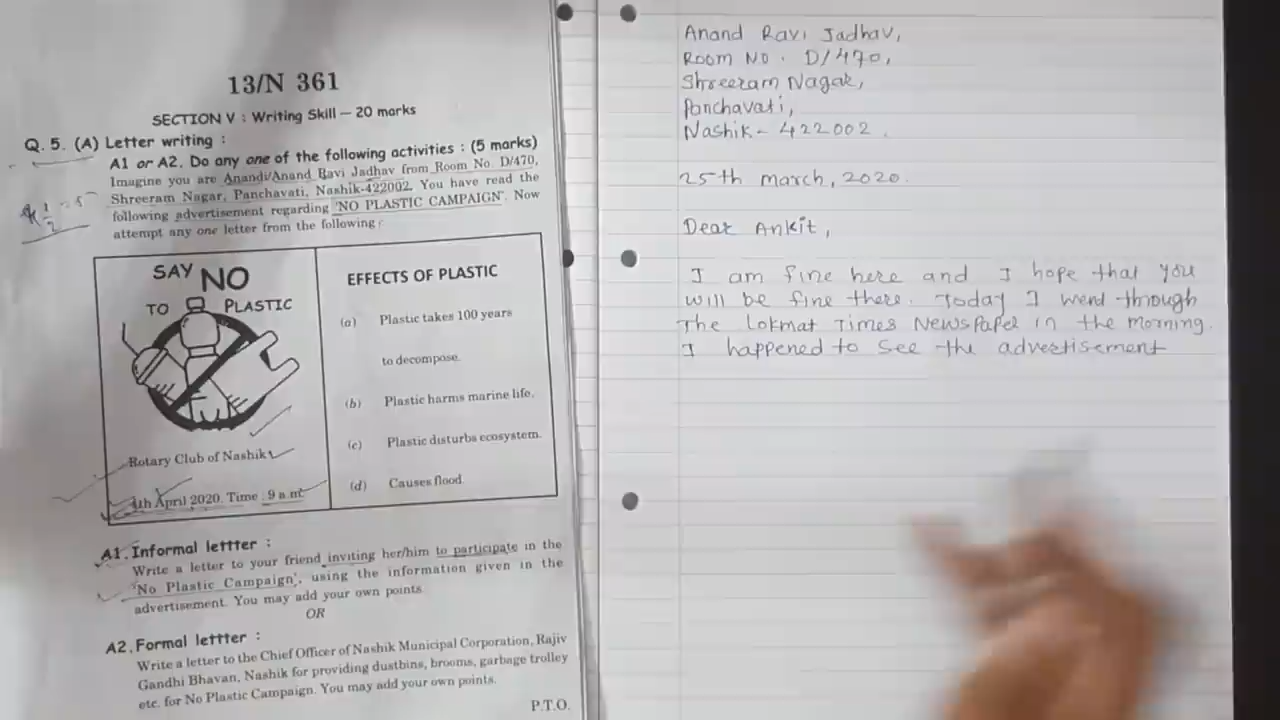 13/N 361
SECTION V : Writing Skill — 20 marks
Q. 5. (A) Letter writing :
A1 or A2. Do any one of the following activities : (5 marks)
Imagine you are Anandi/Anand Ravi Jadhav from Room No. D/470,
Shreeram Nagar, Panchavati, Nashik-422002. You have read the
following advertisement regarding 'NO PLASTIC CAMPAIGN'. Now
attempt any one letter from the following
SAY NO
TO PLASTIC
Rotary Club of Nashik
4th April 2020. Time : 9 a.m.
EFFECTS OF PLASTIC
(a) Plastic takes 100 years
to decompose.
(b) Plastic harms marine life.
(c) Plastic disturbs ecosystem.
(d) Causes flood.
A1. Informal lettter :
Write a letter to your friend inviting her/him to participate in the
'No Plastic Campaign', using the information given in the
advertisement. You may add your own points
OR
A2. Formal lettter :
Write a letter to the Chief Officer of Nashik Municipal Corporation, Rajiv
Gandhi Bhavan, Nashik for providing dustbins, brooms, garbage trolley
etc. for No Plastic Campaign. You may add your own points.
P.T.O.
Anand Ravi Jadhav,
Room No. D/470,
Shreeram Nagar,
Panchavati,
Nashik- 422002.
25th march, 2020.
Dear Ankit,
I am fine here and I hope that you
will be fine there. Today I went through
The Lokmat Times Newspaper in the morning.
I happened to see the advertisement